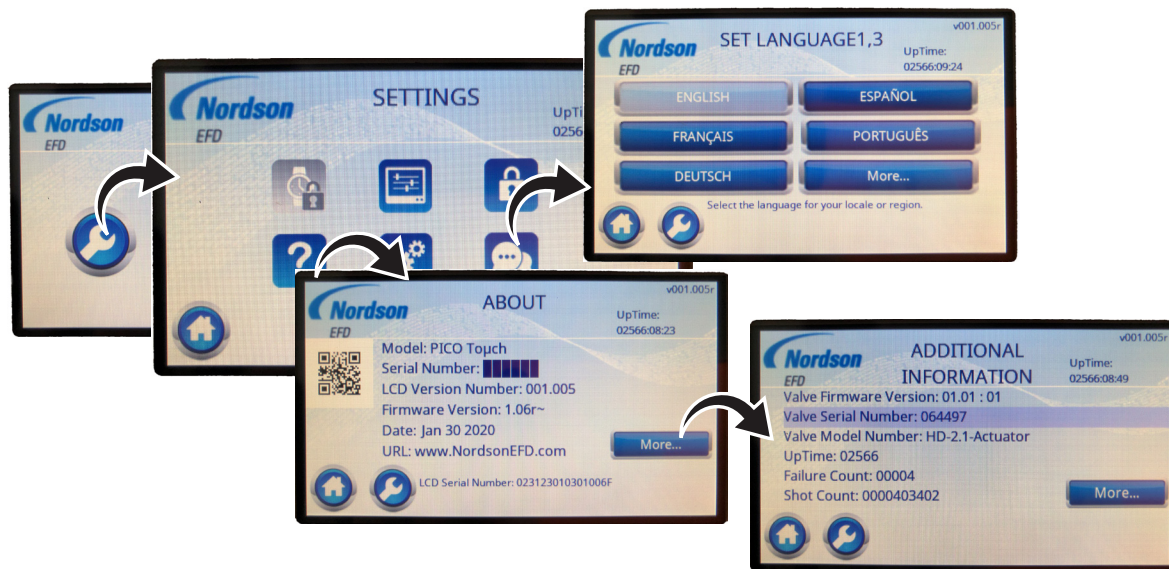 Nordson
EFD
Nordson
EFD
SETTINGS
UpTi
0256
?
Nordson
EFD
SET LANGUAGE1,3
v001.005r
UpTime:
02566:09:24
ENGLISH
ESPAÑOL
FRANÇAIS
PORTUGUÊS
DEUTSCH
More...
Select the language for your locale or region.
Nordson
EFD
ABOUT
v001.005r
UpTime:
02566:08:23
Model: PICO Touch
Serial Number:
LCD Version Number: 001.005
Firmware Version: 1.06r~
Date: Jan 30 2020
URL: www.NordsonEFD.com
More...
LCD Serial Number: 023123010301006F
Nordson
EFD
ADDITIONAL
INFORMATION
v001.005r
UpTime:
02566:08:49
Valve Firmware Version: 01.01 : 01
Valve Serial Number: 064497
Valve Model Number: HD-2.1-Actuator
UpTime: 02566
Failure Count: 00004
Shot Count: 0000403402
More...